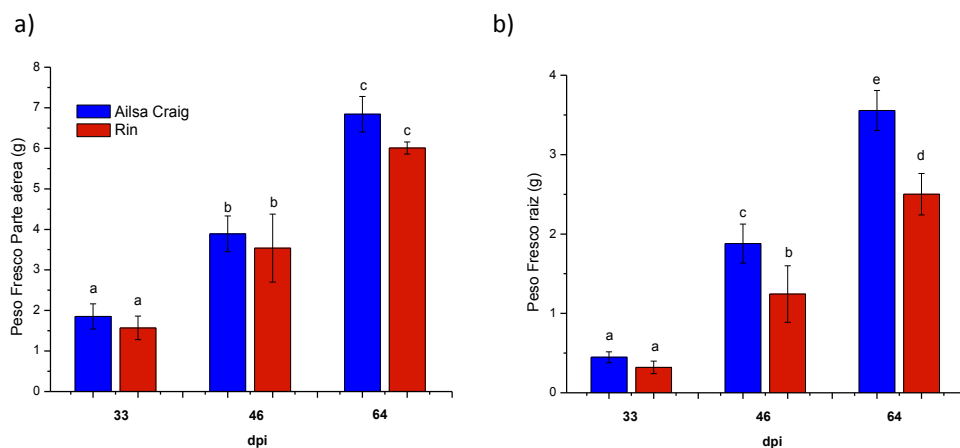 a)
b)
Peso Fresco Parte aérea (g)
8
7
6
5
4
3
2
1
0
Ailsa Craig
Rin
a
a
b
b
c
c
33
46
64
dpi
Peso Fresco raiz (g)
4
3
2
1
0
a
a
c
b
e
d
33
46
64
dpi